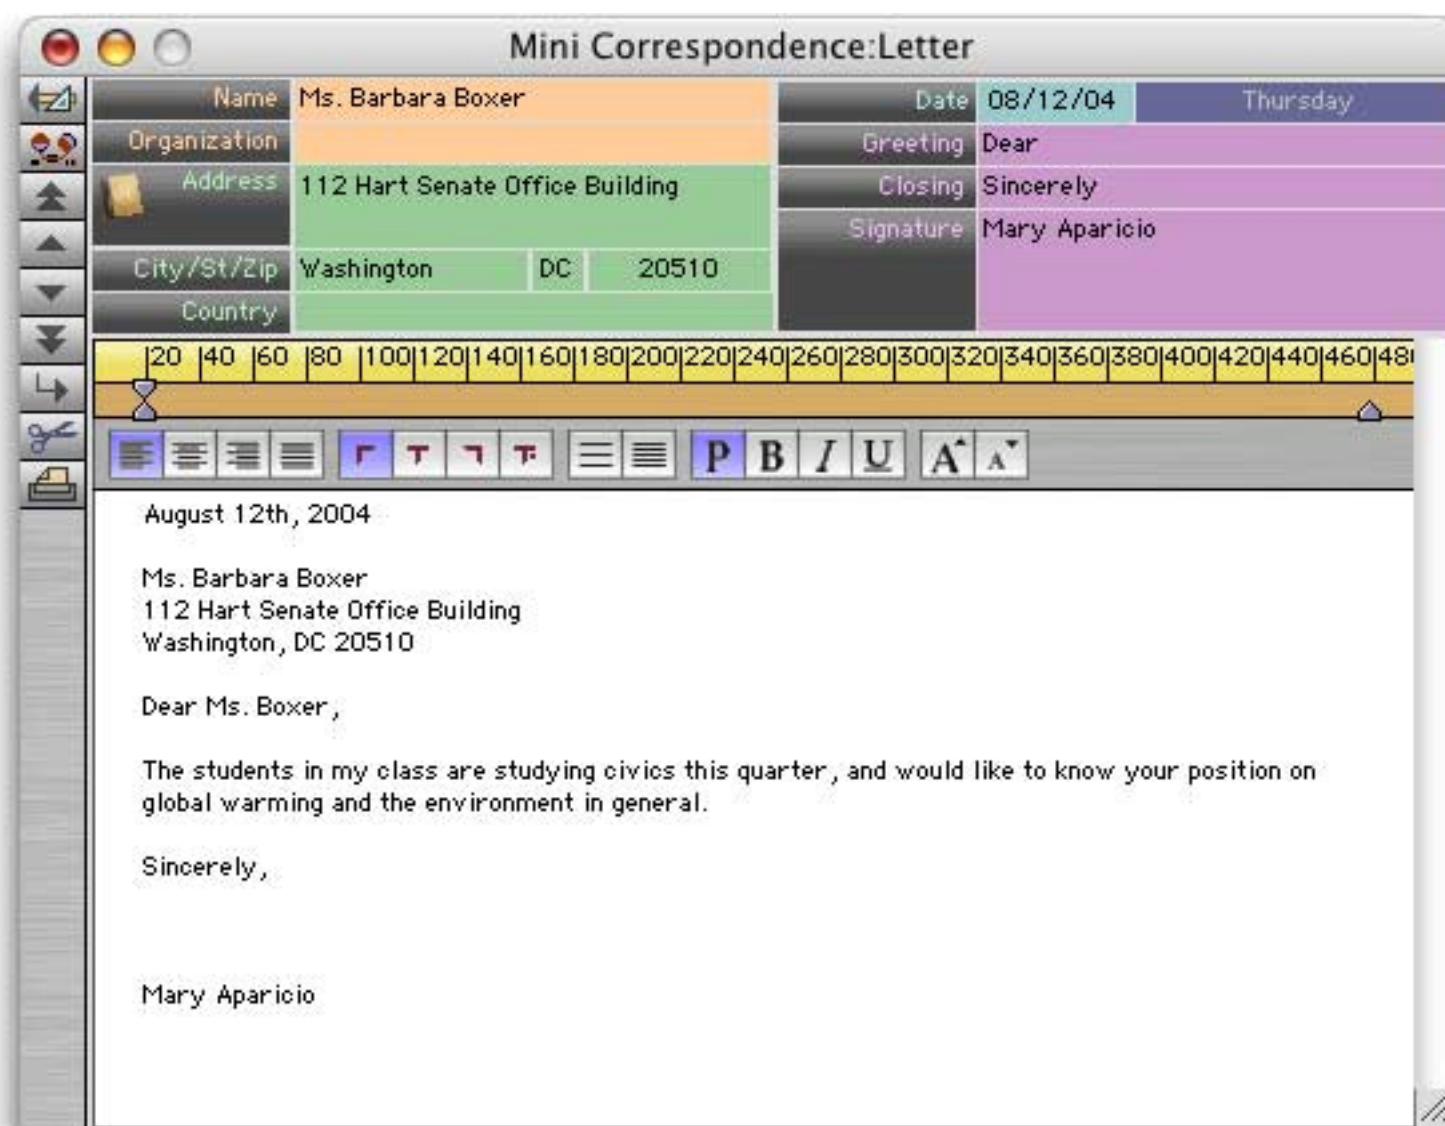 Mini Correspondence:Letter
Name Ms. Barbara Boxer
Organization
Address 112 Hart Senate Office Building
City/St/Zip Washington DC 20510
Country
Date 08/12/04 Thursday
Greeting Dear
Closing Sincerely
Signature Mary Aparicio
|20 |40 |60 |80 |100|120|140|160|180|200|220|240|260|280|300|320|340|360|380|400|420|440|460|48
P B I U A A
August 12th, 2004
Ms. Barbara Boxer
112 Hart Senate Office Building
Washington, DC 20510
Dear Ms. Boxer,
The students in my class are studying civics this quarter, and would like to know your position on
global warming and the environment in general.
Sincerely,
Mary Aparicio